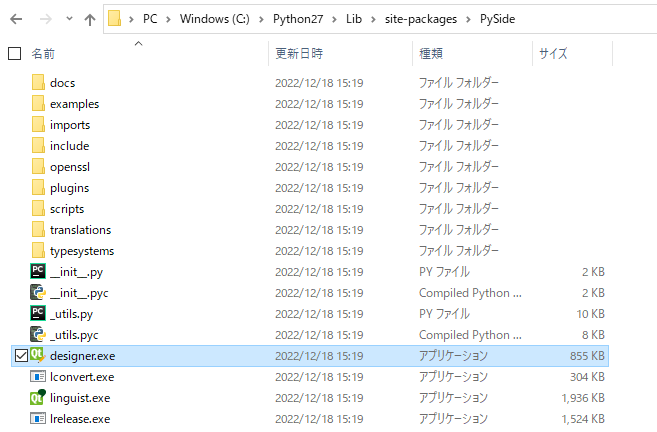 PC > Windows (C:) > Python27 > Lib > site-packages > PySide
名前 更新日時 種類 サイズ
docs 2022/12/18 15:19 ファイル フォルダー
examples 2022/12/18 15:19 ファイル フォルダー
imports 2022/12/18 15:19 ファイル フォルダー
include 2022/12/18 15:19 ファイル フォルダー
openssl 2022/12/18 15:19 ファイル フォルダー
plugins 2022/12/18 15:19 ファイル フォルダー
scripts 2022/12/18 15:19 ファイル フォルダー
translations 2022/12/18 15:19 ファイル フォルダー
typesystems 2022/12/18 15:19 ファイル フォルダー
__init__.py 2022/12/18 15:19 PY ファイル 2 KB
__init__.pyc 2022/12/18 15:19 Compiled Python ... 2 KB
_utils.py 2022/12/18 15:19 PY ファイル 10 KB
_utils.pyc 2022/12/18 15:19 Compiled Python ... 8 KB
designer.exe 2022/12/18 15:19 アプリケーション 855 KB
lconvert.exe 2022/12/18 15:19 アプリケーション 304 KB
linguist.exe 2022/12/18 15:19 アプリケーション 1,936 KB
lrelease.exe 2022/12/18 15:19 アプリケーション 1,524 KB